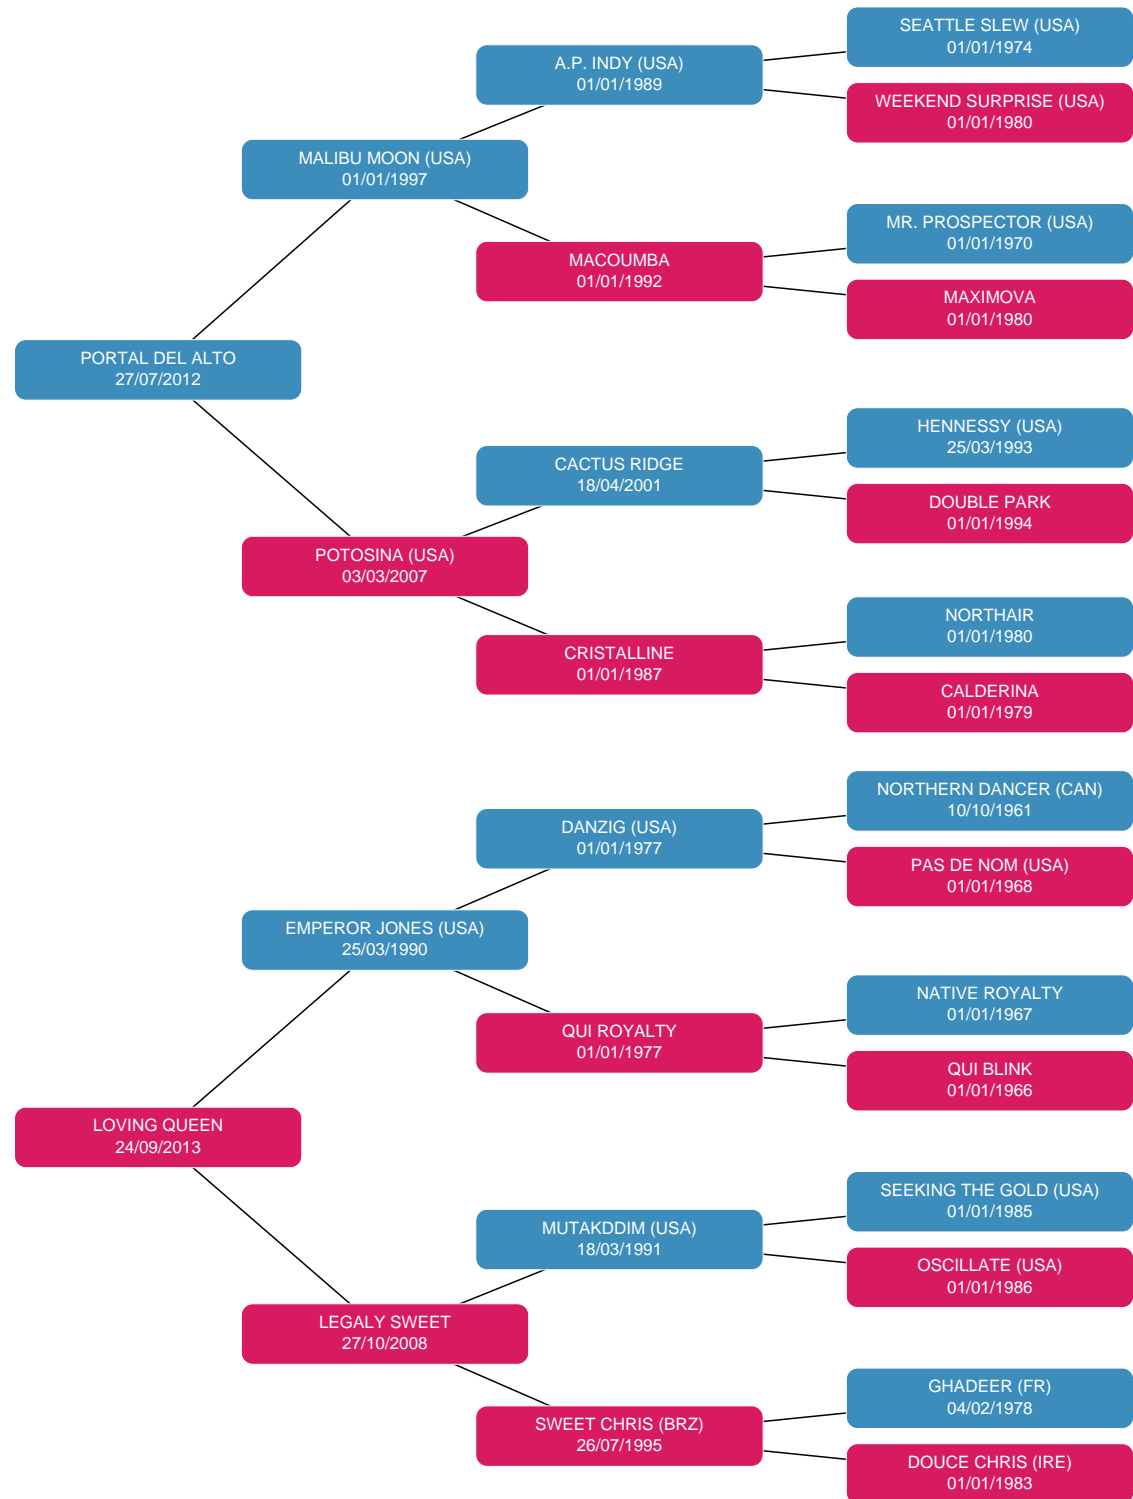 SEATTLE SLEW (USA)
01/01/1974
A.P. INDY (USA)
01/01/1989
WEEKEND SURPRISE (USA)
01/01/1980
MALIBU MOON (USA)
01/01/1997
MR. PROSPECTOR (USA)
01/01/1970
MACOUMBA
01/01/1992
MAXIMOVA
01/01/1980
PORTAL DEL ALTO
27/07/2012
HENNESSY (USA)
25/03/1993
CACTUS RIDGE
18/04/2001
DOUBLE PARK
01/01/1994
POTOSINA (USA)
03/03/2007
NORTHAIR
01/01/1980
CRISTALLINE
01/01/1987
CALDERINA
01/01/1979
NORTHERN DANCER (CAN)
10/10/1961
DANZIG (USA)
01/01/1977
PAS DE NOM (USA)
01/01/1968
EMPEROR JONES (USA)
25/03/1990
NATIVE ROYALTY
01/01/1967
QUI ROYALTY
01/01/1977
QUI BLINK
01/01/1966
LOVING QUEEN
24/09/2013
SEEKING THE GOLD (USA)
01/01/1985
MUTAKDDIM (USA)
18/03/1991
OSCILLATE (USA)
01/01/1986
LEGALY SWEET
27/10/2008
GHADEER (FR)
04/02/1978
SWEET CHRIS (BRZ)
26/07/1995
DOUCE CHRIS (IRE)
01/01/1983